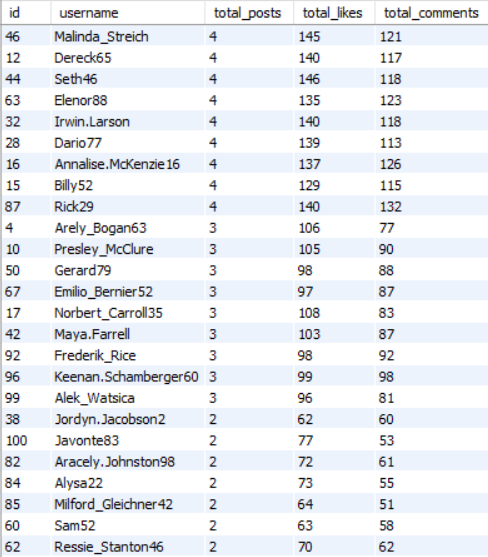 id username total_posts total_likes total_comments
46 Malinda_Streich 4 145 121
12 Dereck65 4 140 117
44 Seth46 4 146 118
63 Elenor88 4 135 123
32 Irwin.Larson 4 140 118
28 Dario77 4 139 113
16 Annalise.McKenzie16 4 137 126
15 Billy52 4 129 115
87 Rick29 4 140 132
4 Arely_Bogan63 3 106 77
10 Presley_McClure 3 105 90
50 Gerard79 3 98 88
67 Emilio_Bernier52 3 97 87
17 Norbert_Carroll35 3 108 83
42 Maya.Farrell 3 103 87
92 Frederik_Rice 3 98 92
96 Keenan.Schamberger60 3 99 98
99 Alek_Watsica 3 96 81
38 Jordyn.Jacobson2 2 62 60
100 Javonte83 2 77 53
82 Aracely.Johnston98 2 72 61
84 Alysa22 2 73 55
85 Milford_Gleichner42 2 64 51
60 Sam52 2 63 58
62 Ressie_Stanton46 2 70 62